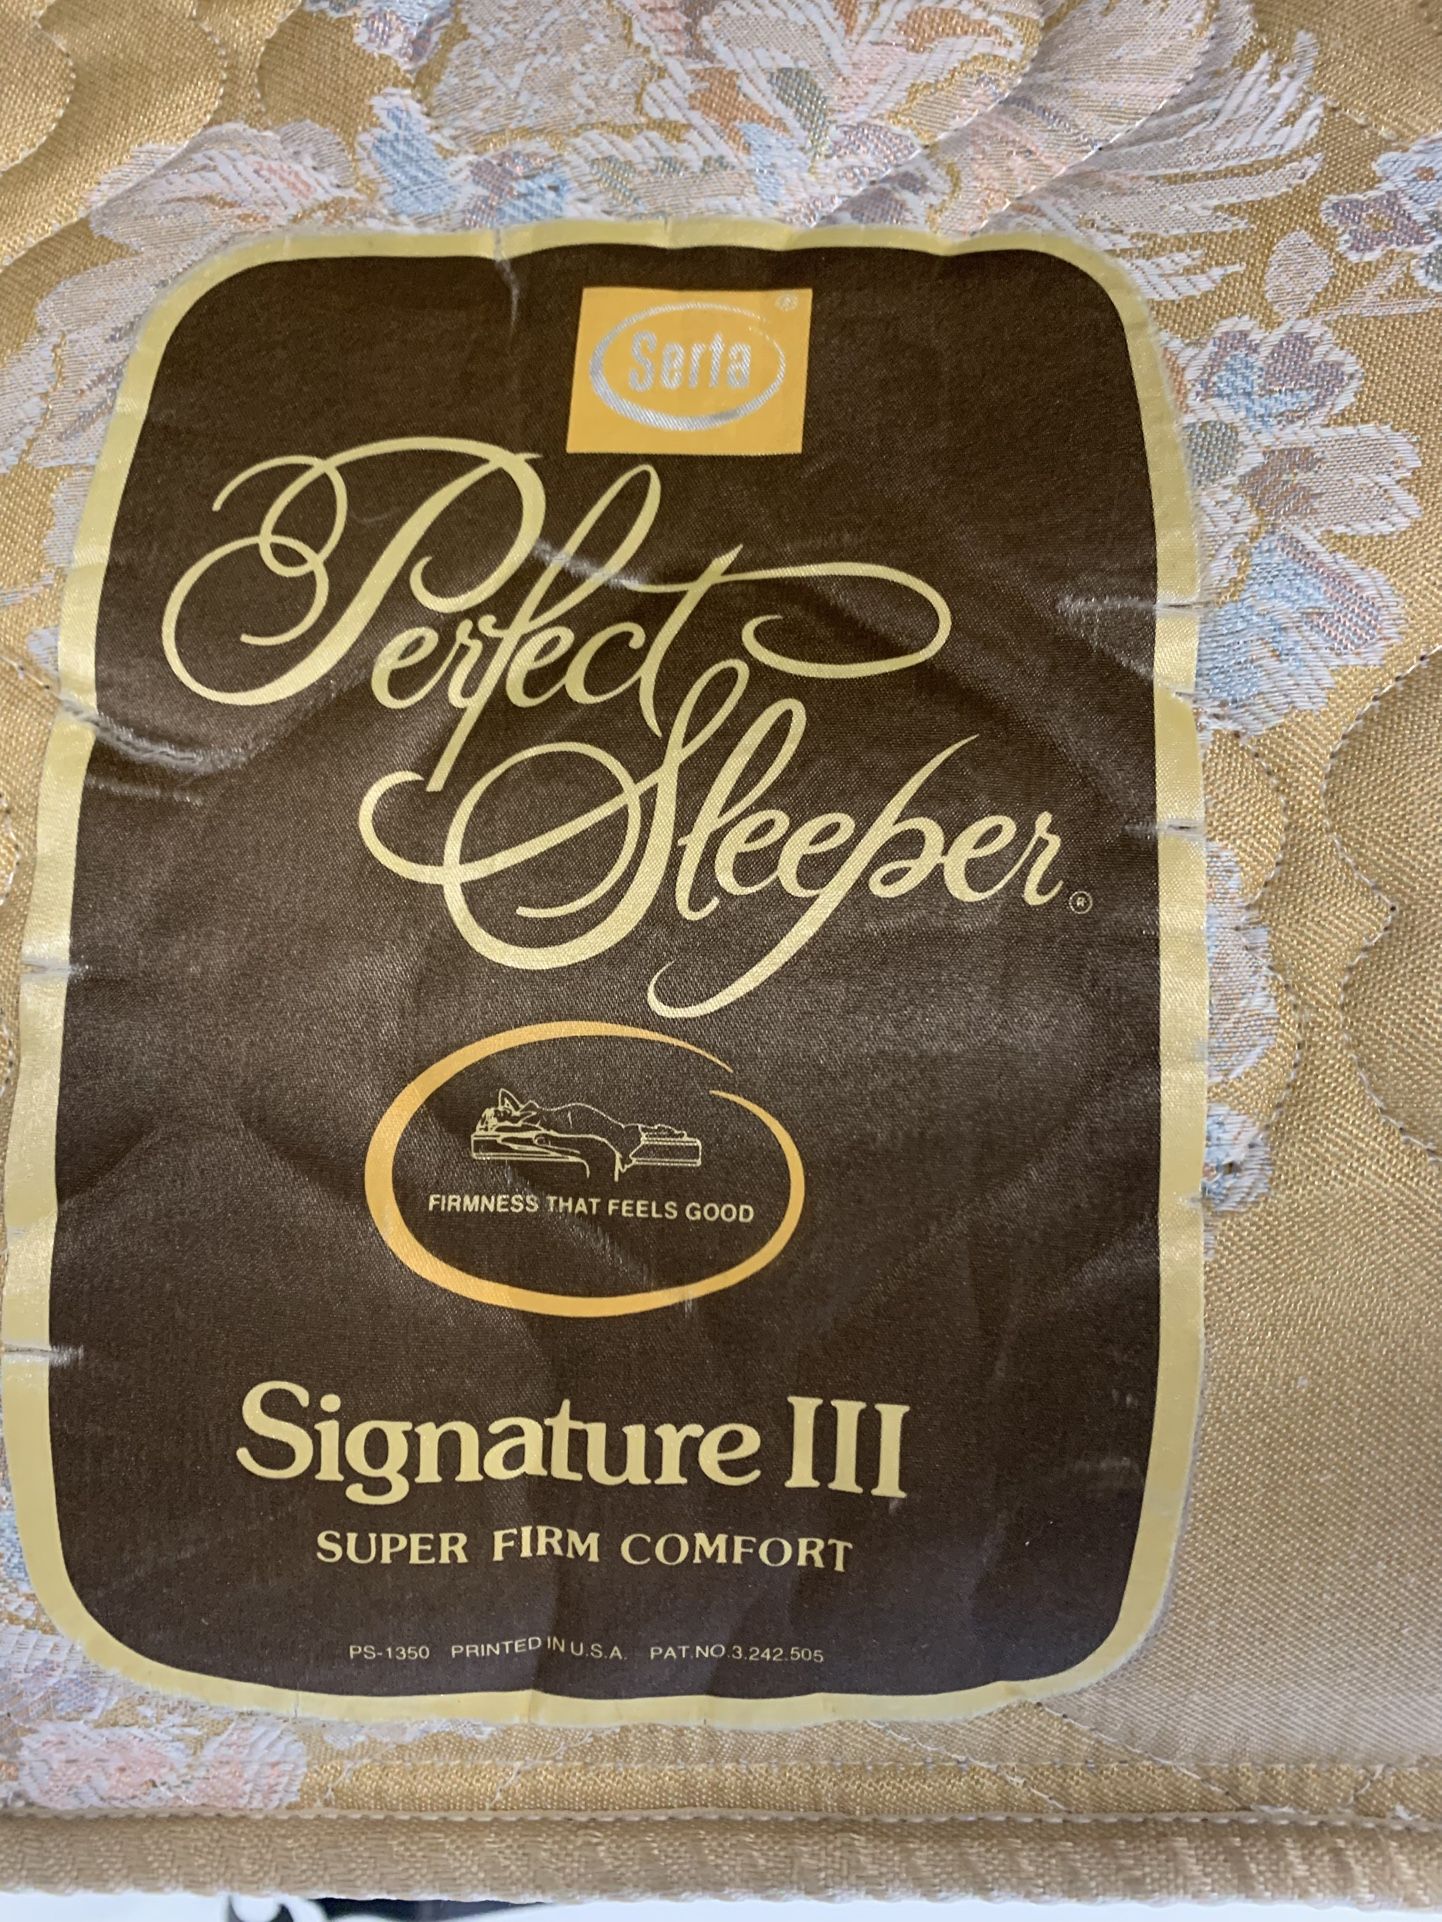 Serta ®
Perfect
Sleeper ®
FIRMNESS THAT FEELS GOOD
Signature III
SUPER FIRM COMFORT
PS-1350 PRINTED IN U.S.A. PAT.NO.3.242.505